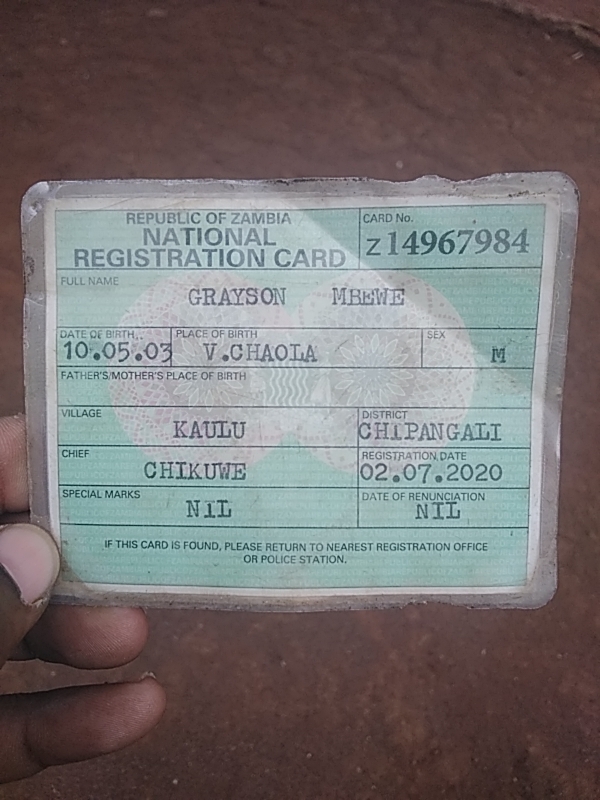 REPUBLIC OF ZAMBIA
NATIONAL
REGISTRATION CARD
CARD No.
Z14967984
FULL NAME
GRAYSON MBEWE
DATE OF BIRTH
10.05.03
PLACE OF BIRTH
V.CHAOLA
SEX
M
FATHER'S/MOTHER'S PLACE OF BIRTH
VILLAGE
KAULU
DISTRICT
CHIPANGALI
CHIEF
CHIKUWE
REGISTRATION DATE
02.07.2020
SPECIAL MARKS
NIL
DATE OF RENUNCIATION
NIL
IF THIS CARD IS FOUND, PLEASE RETURN TO NEAREST REGISTRATION OFFICE
OR POLICE STATION.